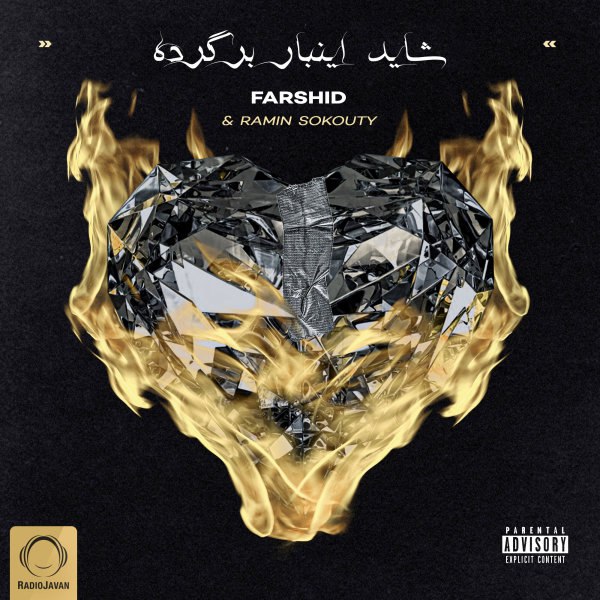 » شاید اینبار برگرده «
FARSHID
& RAMIN SOKOUTY
RADIOJAVAN
PARENTAL
ADVISORY
EXPLICIT CONTENT